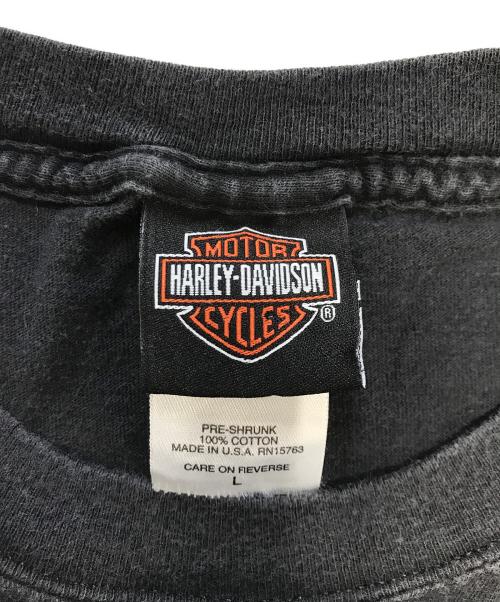 MOTOR
HARLEY-DAVIDSON
CYCLES
®
PRE-SHRUNK
100% COTTON
MADE IN U.S.A. RN15763
CARE ON REVERSE
L